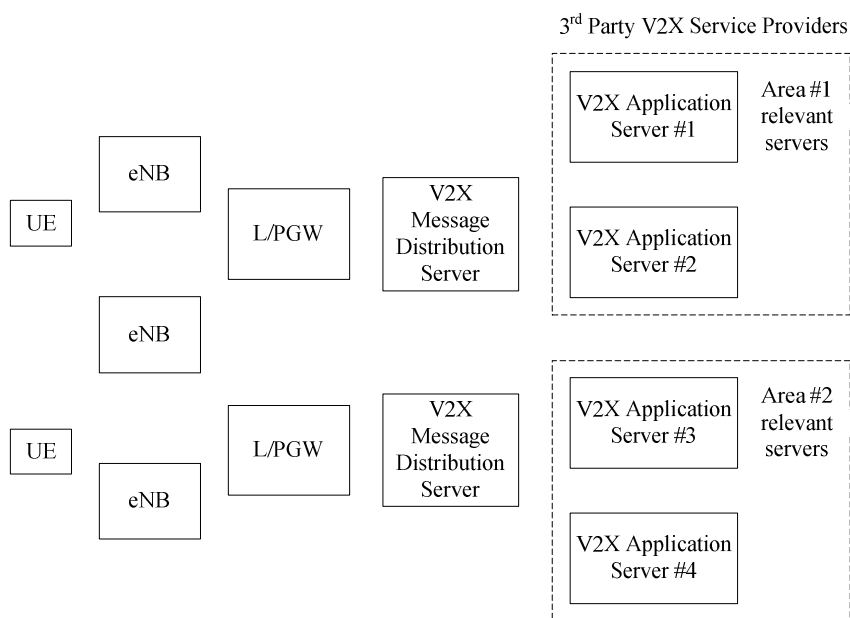 3rd Party V2X Service Providers
V2X Application
Server #1
Area #1
relevant
servers
eNB
UE
L/PGW
V2X
Message
Distribution
Server
V2X Application
Server #2
eNB
V2X Application
Server #3
Area #2
relevant
servers
UE
L/PGW
V2X
Message
Distribution
Server
eNB
V2X Application
Server #4